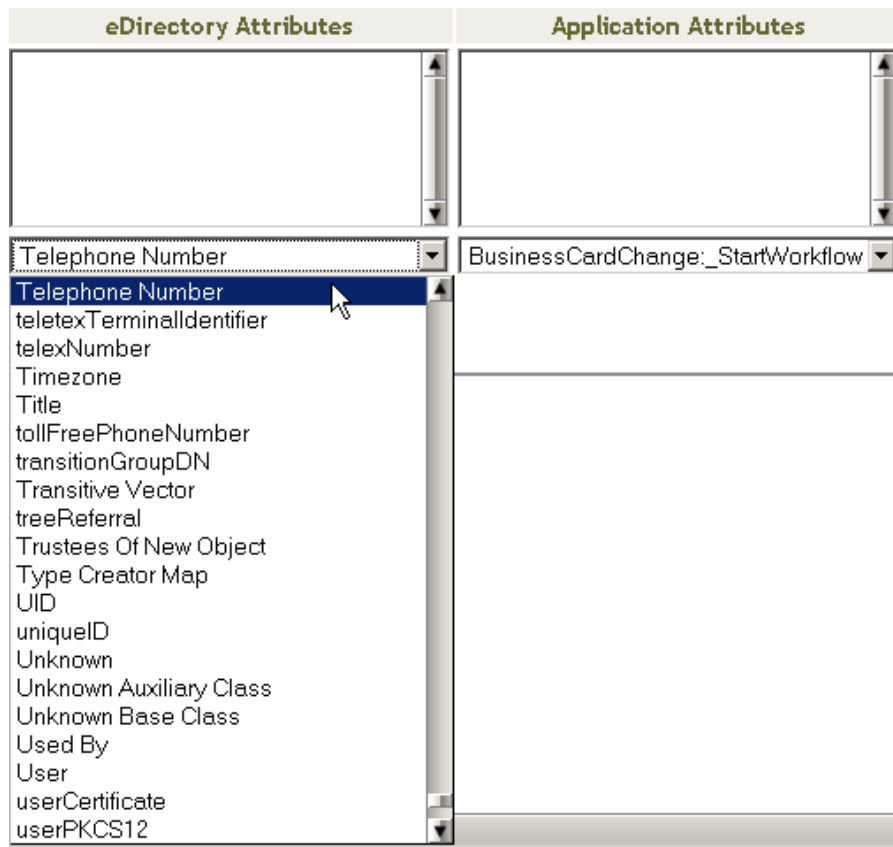 eDirectory Attributes Application Attributes
Telephone Number BusinessCardChange:_StartWorkflow
Telephone Number
teletexTerminalIdentifier
telexNumber
Timezone
Title
tollFreePhoneNumber
transitionGroupDN
Transitive Vector
treeReferral
Trustees Of New Object
Type Creator Map
UID
uniqueID
Unknown
Unknown Auxiliary Class
Unknown Base Class
Used By
User
userCertificate
userPKCS12